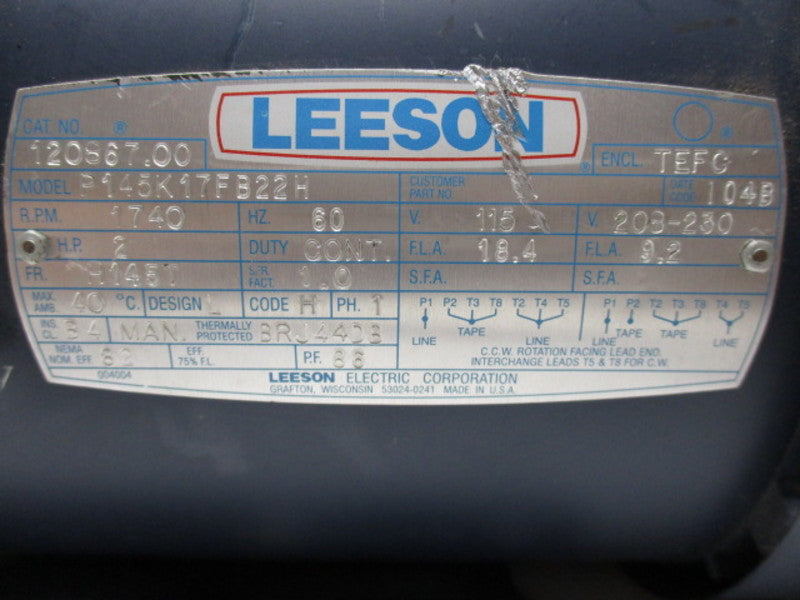 LEESON ®
CAT. NO. ® 120867.00 ENCL. TEFC
MODEL P145K17FB22H CUSTOMER PART NO. DATE CODE 104B
R.P.M. 1740 HZ. 60 V. 115 V. 208-230
H.P. 2 DUTY CONT. F.L.A. 18.4 F.L.A. 9.2
FR. 145T SER. FACT. 1.0 S.F.A. S.F.A.
MAX. AMB. 40 °C. DESIGN L CODE H PH. 1
INS. CL. B4 MAN THERMALLY PROTECTED BRJ44DB
NEMA NOM. EFF 82 EFF. 75% F.L. P.F. 86
P1 P2 T3 T8 T2 T4 T5 P1 P2 T2 T3 T8 T4 T5
LINE TAPE LINE LINE TAPE LINE
C.C.W. ROTATION FACING LEAD END.
INTERCHANGE LEADS T5 & T8 FOR C.W.
004004 LEESON ELECTRIC CORPORATION
GRAFTON, WISCONSIN 53024-0241 MADE IN U.S.A.